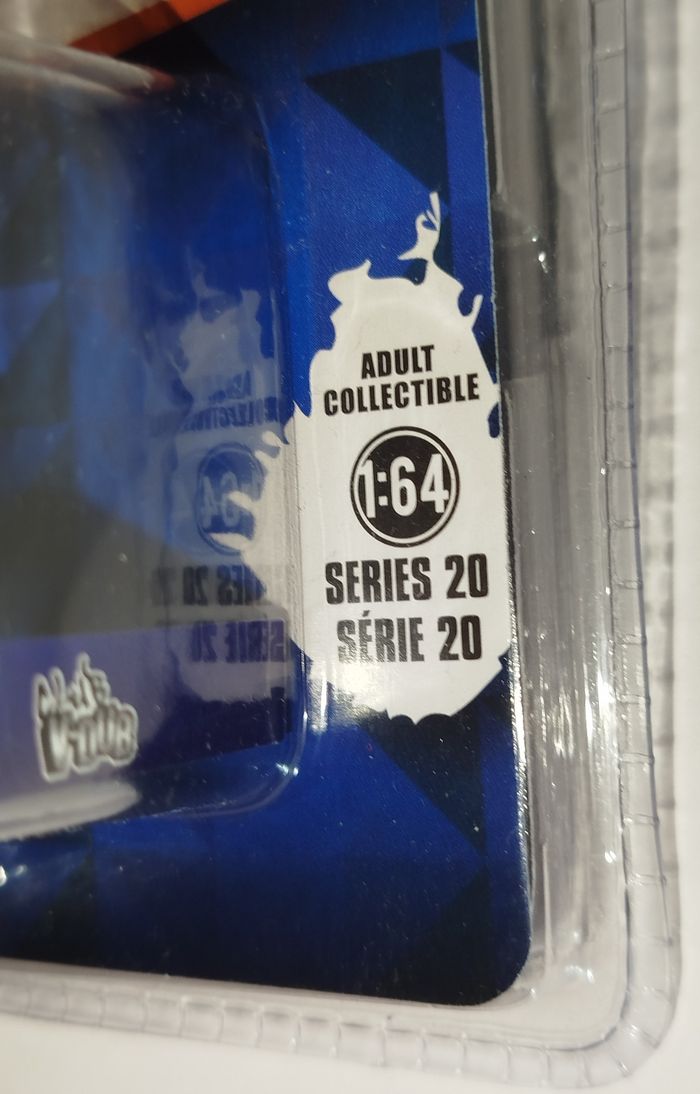 ADULT
COLLECTIBLE
1:64
SERIES 20
SÉRIE 20